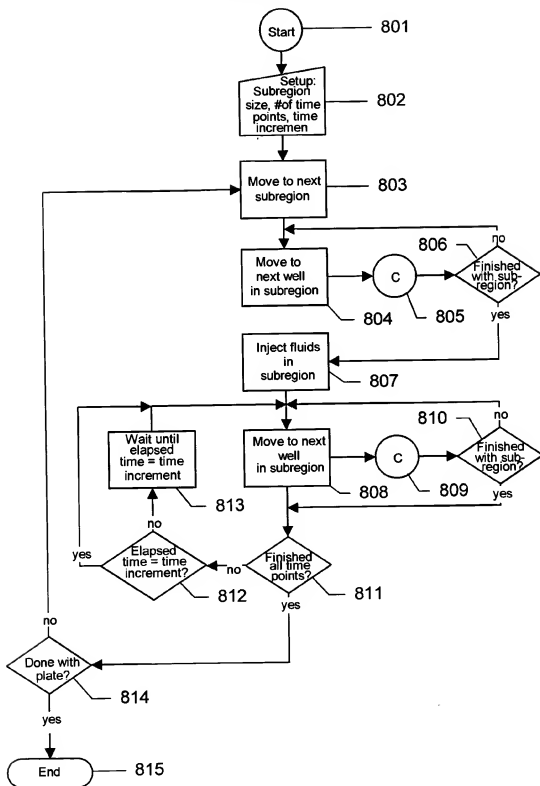 Start
801
Setup:
Subregion
size, #of time
points, time
incremen
802
Move to next
subregion
803
no
806
Move to
next well
in subregion
804
C
805
Finished
with sub-
region?
yes
Inject fluids
in
subregion
807
no
810
Wait until
elapsed
time = time
increment
813
Move to next
well
in subregion
808
C
809
Finished
with sub-
region?
yes
no
yes
Elapsed
time = time
increment?
812
no
Finished
all time
points?
811
yes
no
Done with
plate?
814
yes
End
815